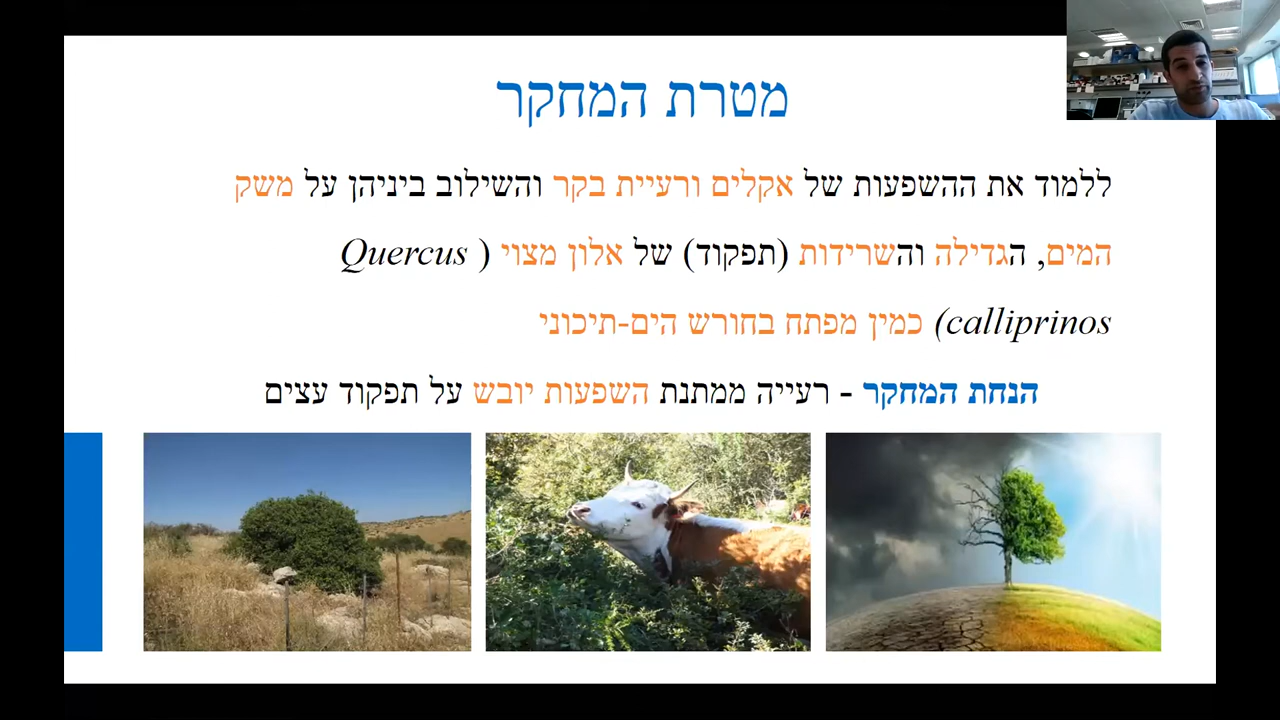 מטרת המחקר
ללמוד את ההשפעות של אקלים ורעיית בקר והשילוב ביניהן על משק
המים, הגדילה והשרידות (תפקוד) של אלון מצוי (Quercus
calliprinos) כמין מפתח בחורש הים-תיכוני
הנחת המחקר - רעייה ממתנת השפעות יובש על תפקוד עצים